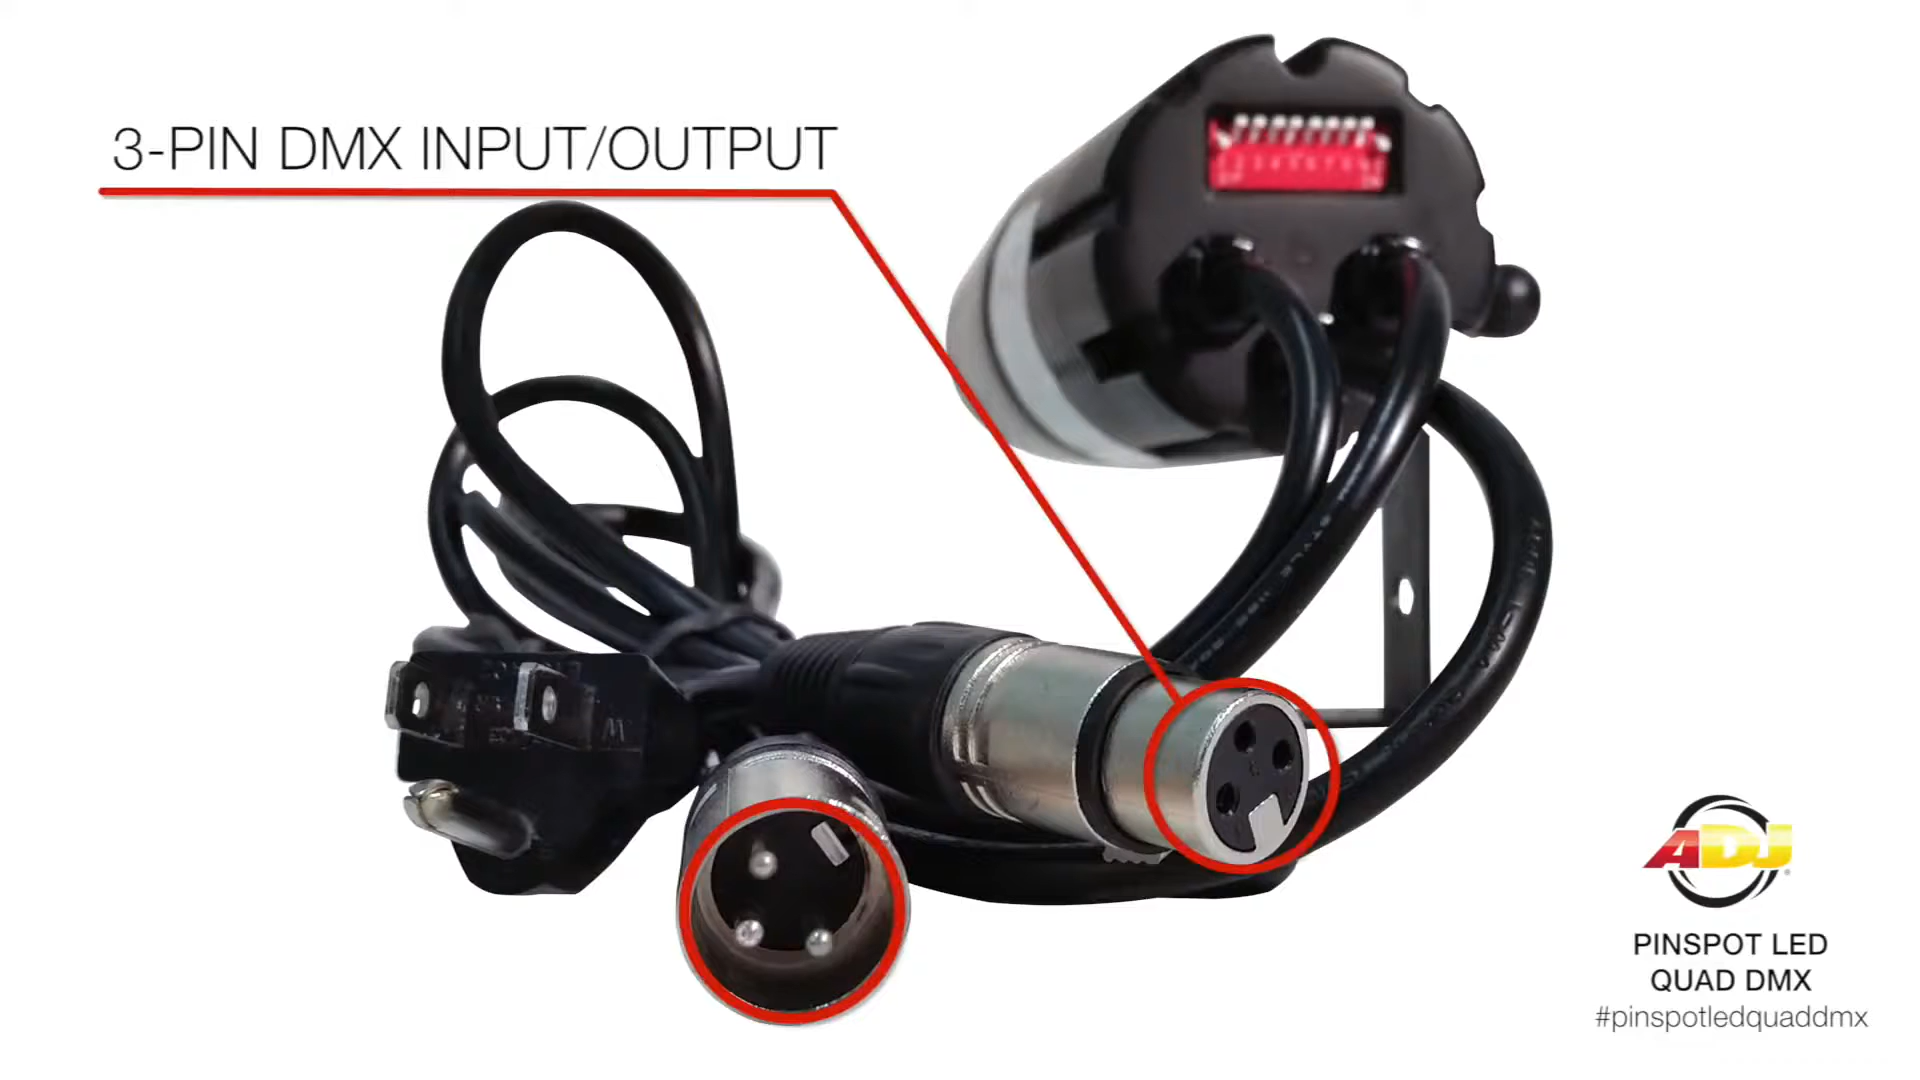 3-PIN DMX INPUT/OUTPUT
ADJ
PINSPOT LED
QUAD DMX
#pinspotledquaddmx